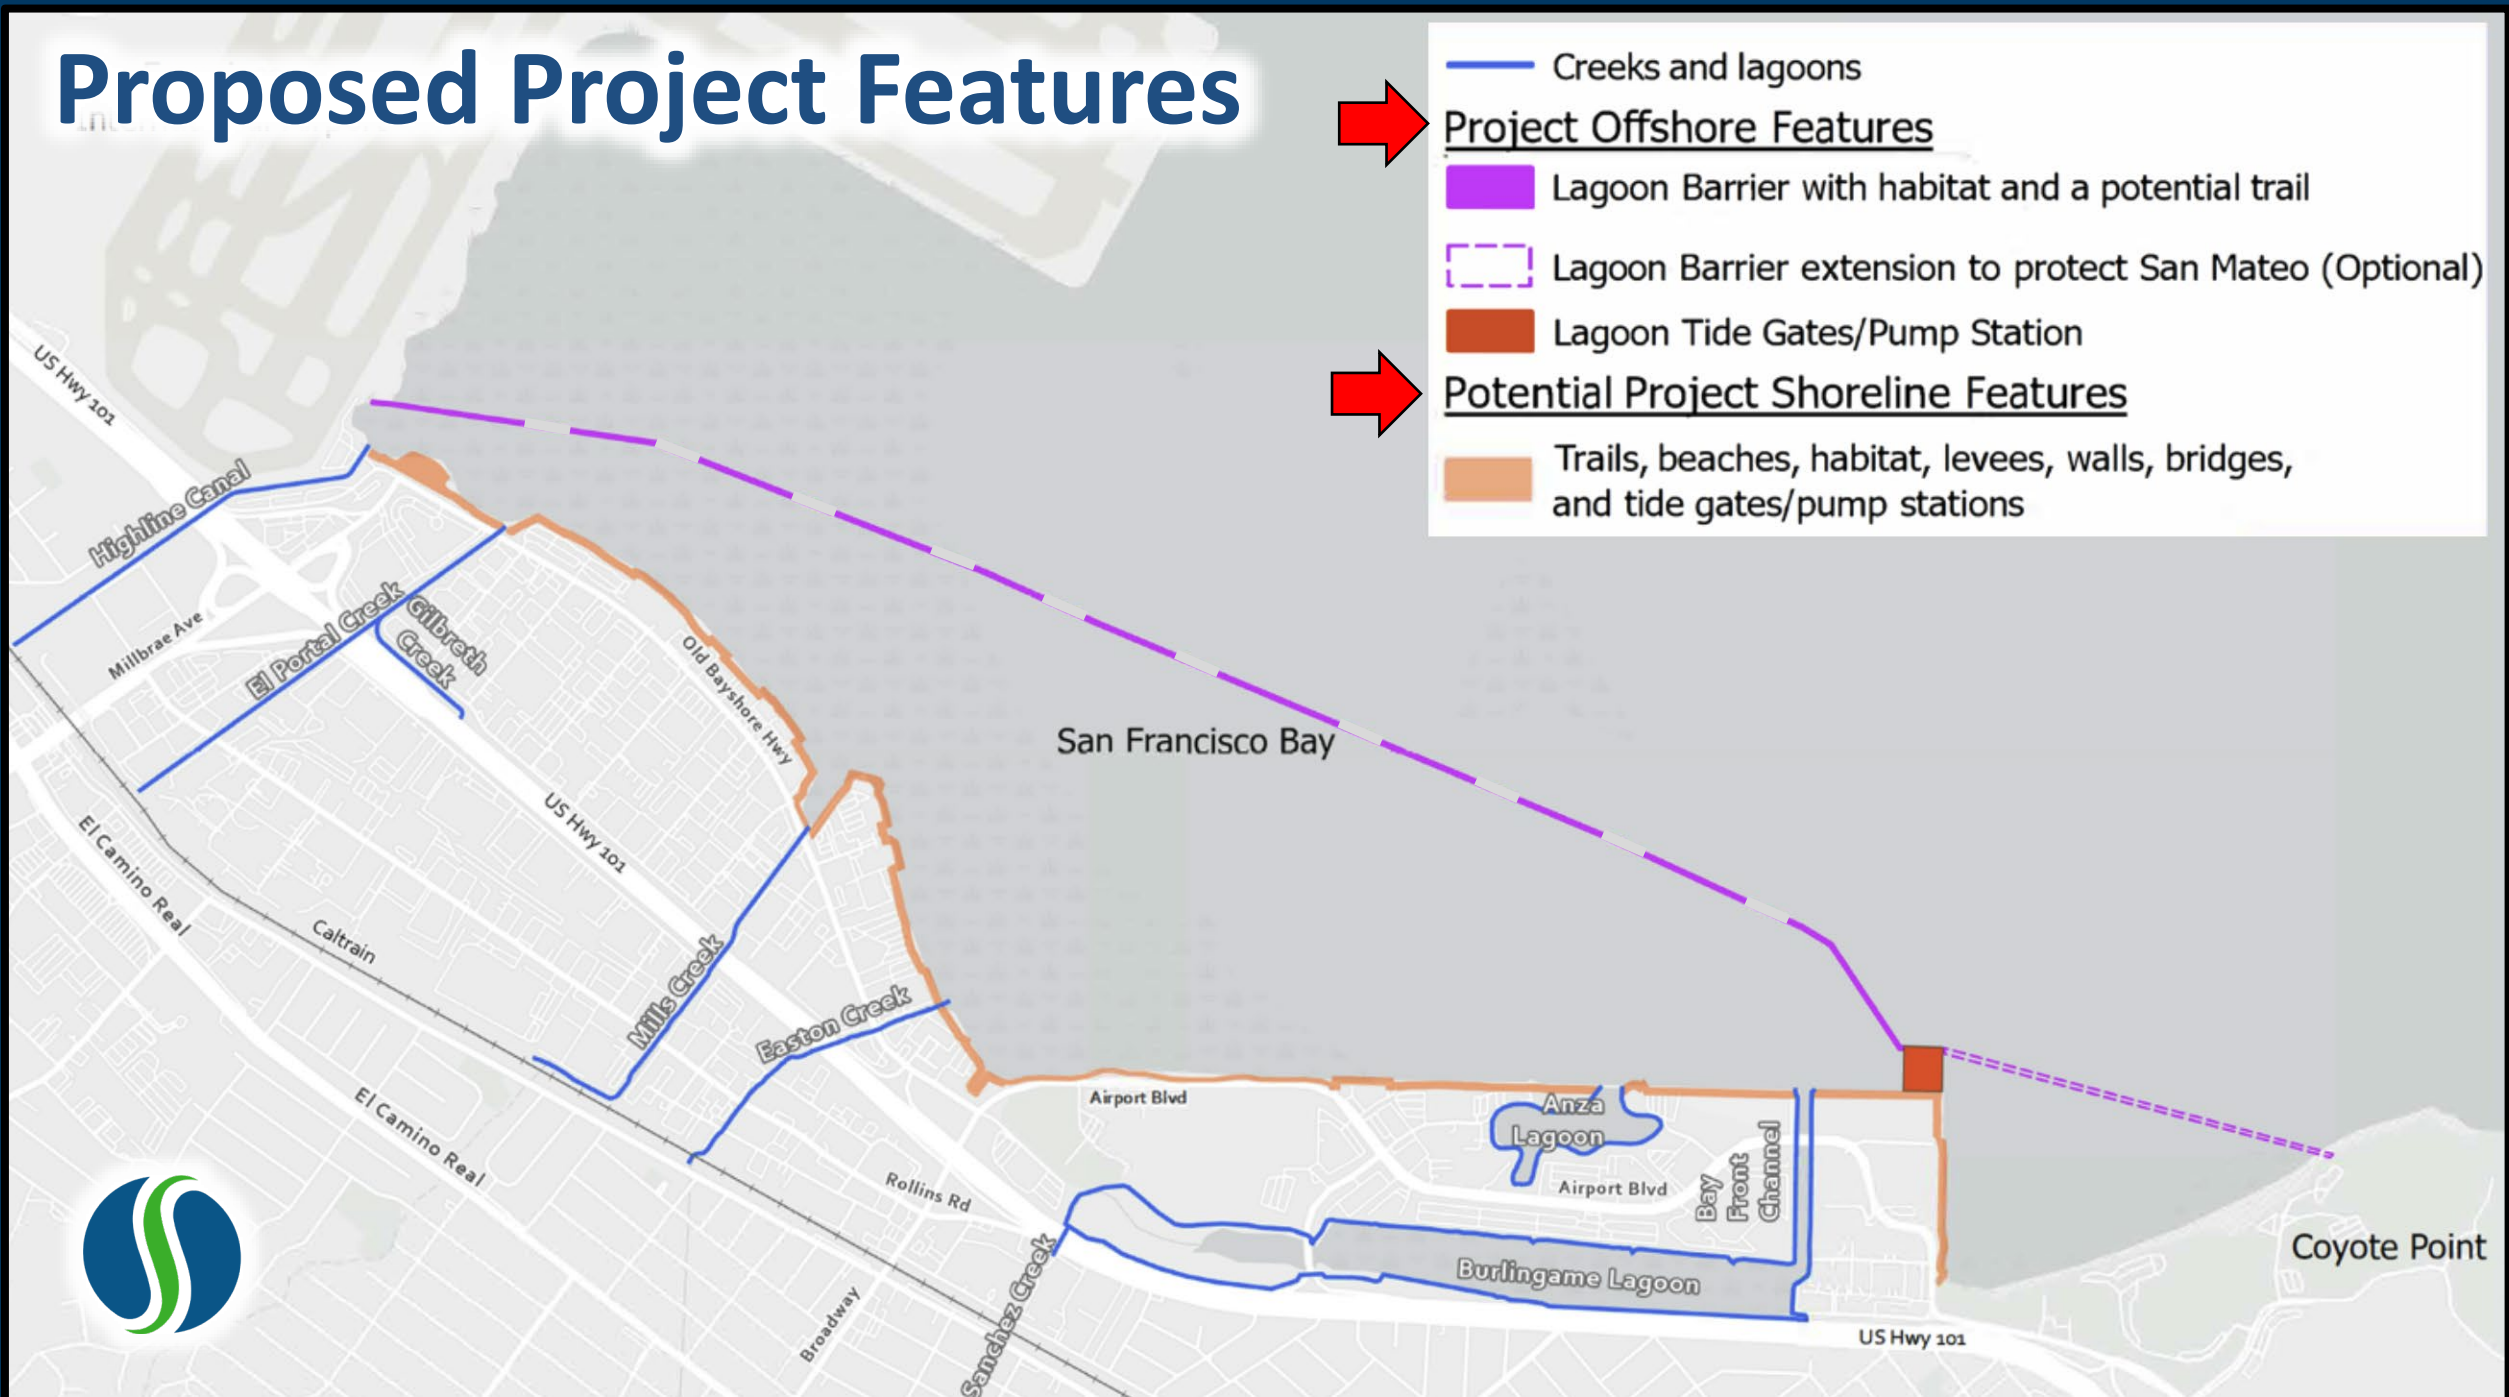 Proposed Project Features
Creeks and lagoons
Project Offshore Features
Lagoon Barrier with habitat and a potential trail
Lagoon Barrier extension to protect San Mateo (Optional)
Lagoon Tide Gates/Pump Station
Potential Project Shoreline Features
Trails, beaches, habitat, levees, walls, bridges,
and tide gates/pump stations
US Hwy 101
Highline Canal
Millbrae Ave
El Portal Creek
Gilbreth
Creek
Old Bayshore Hwy
San Francisco Bay
US Hwy 101
El Camino Real
Caltrain
Mills Creek
Easton Creek
El Camino Real
Airport Blvd
Anza
Lagoon
Bay
Front
Channel
Rollins Rd
Airport Blvd
Broadway
Sanchez Creek
Burlingame Lagoon
Coyote Point
US Hwy 101